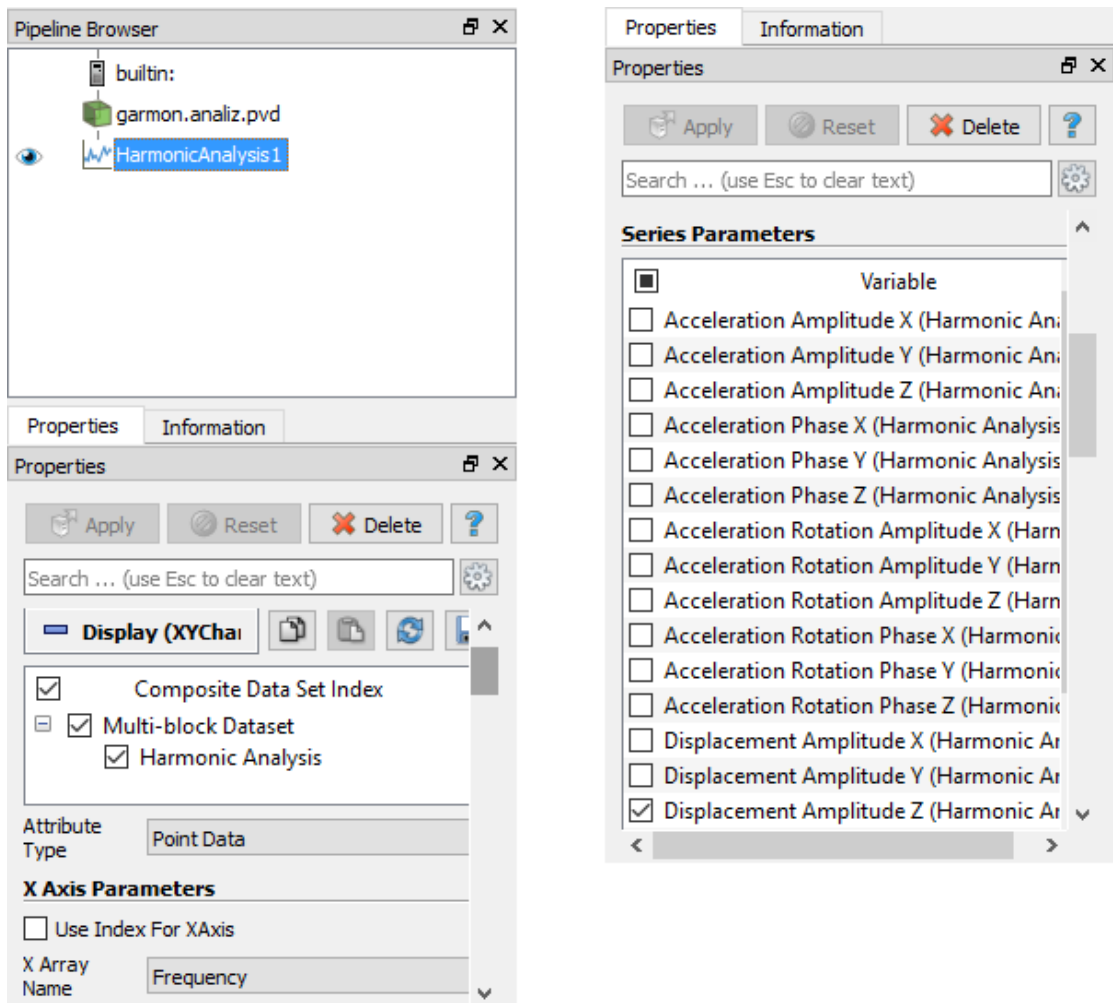 Pipeline Browser
builtin:
garmon.analiz.pvd
HarmonicAnalysis1
Properties Information
Properties
Apply Reset Delete ?
Search ... (use Esc to clear text)
Display (XYChar
Composite Data Set Index
Multi-block Dataset
Harmonic Analysis
Attribute Type Point Data
X Axis Parameters
Use Index For XAxis
X Array Name Frequency
Properties Information
Properties
Apply Reset Delete ?
Search ... (use Esc to clear text)
Series Parameters
Variable
Acceleration Amplitude X (Harmonic Ana
Acceleration Amplitude Y (Harmonic Ana
Acceleration Amplitude Z (Harmonic Ana
Acceleration Phase X (Harmonic Analysis
Acceleration Phase Y (Harmonic Analysis
Acceleration Phase Z (Harmonic Analysis
Acceleration Rotation Amplitude X (Harn
Acceleration Rotation Amplitude Y (Harn
Acceleration Rotation Amplitude Z (Harn
Acceleration Rotation Phase X (Harmonic
Acceleration Rotation Phase Y (Harmonic
Acceleration Rotation Phase Z (Harmonic
Displacement Amplitude X (Harmonic Ar
Displacement Amplitude Y (Harmonic Ar
Displacement Amplitude Z (Harmonic Ar